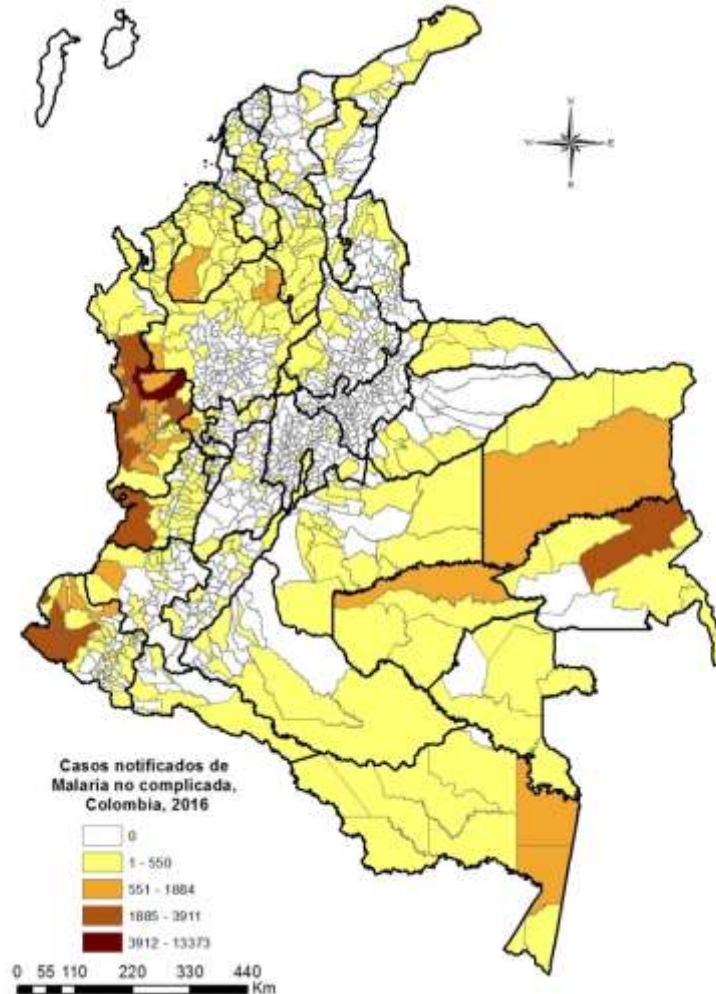 N
W
E
S
Casos notificados de
Malaria no complicada,
Colombia, 2016
0
1 - 550
551 - 1884
1885 - 3911
3912 - 13373
0 55 110 220 330 440
Km